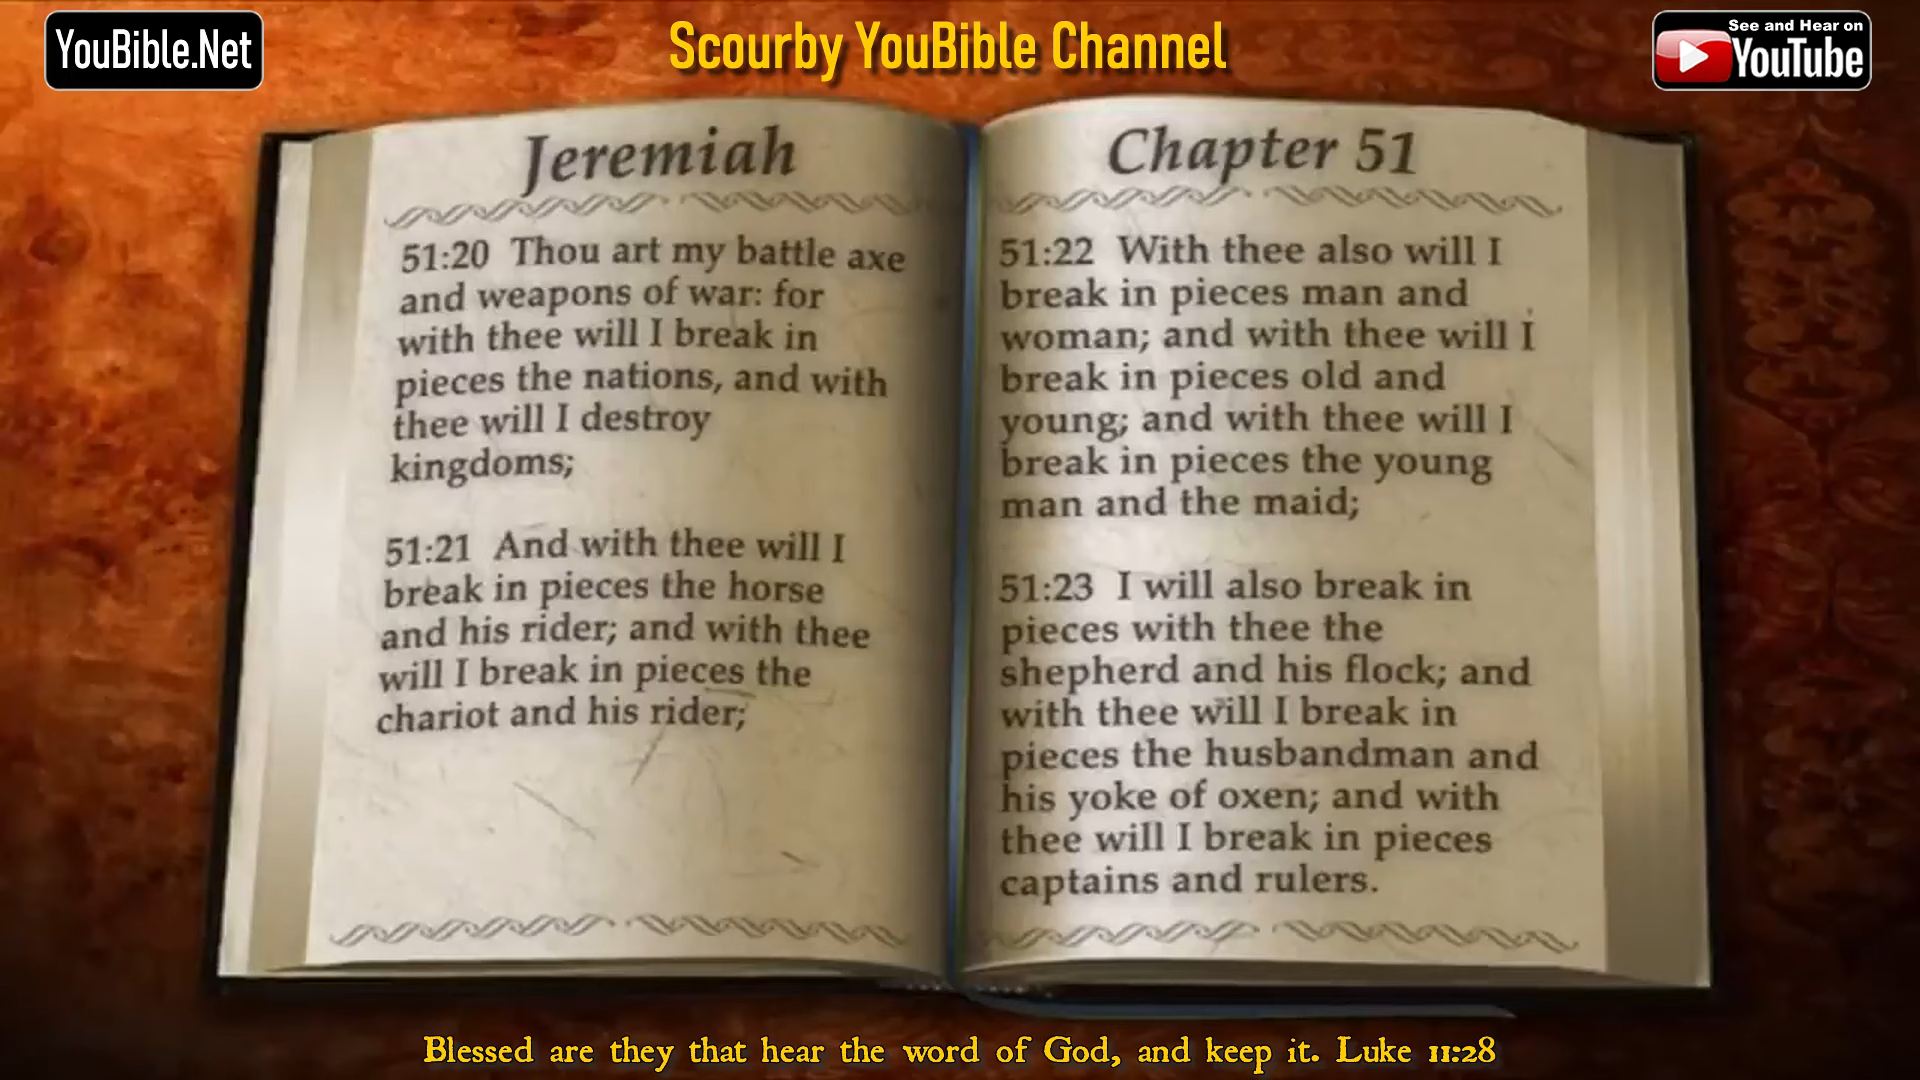 YouBible.Net
Scourby YouBible Channel
See and Hear on
YouTube
Jeremiah
51:20 Thou art my battle axe
and weapons of war: for
with thee will I break in
pieces the nations, and with
thee will I destroy
kingdoms;
51:21 And with thee will I
break in pieces the horse
and his rider; and with thee
will I break in pieces the
chariot and his rider;
Chapter 51
51:22 With thee also will I
break in pieces man and
woman; and with thee will I
break in pieces old and
young; and with thee will I
break in pieces the young
man and the maid;
51:23 I will also break in
pieces with thee the
shepherd and his flock; and
with thee will I break in
pieces the husbandman and
his yoke of oxen; and with
thee will I break in pieces
captains and rulers.
Blessed are they that hear the word of God, and keep it. Luke 11:28